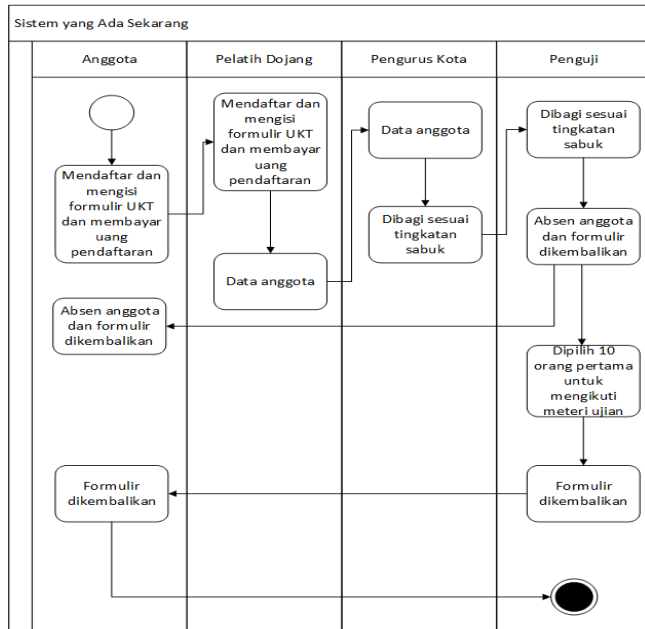 Sistem yang Ada Sekarang
Anggota
Pelatih Dojang
Pengurus Kota
Penguji
Mendaftar dan
mengisi
formulir UKT
dan membayar
uang
pendaftaran
Mendaftar dan
mengisi
formulir UKT
dan membayar
uang
pendaftaran
Data anggota
Data anggota
Dibagi sesuai
tingkatan
sabuk
Dibagi sesuai
tingkatan
sabuk
Absen anggota
dan formulir
dikembalikan
Absen anggota
dan formulir
dikembalikan
Dipilih 10
orang pertama
untuk
mengikuti
meteri ujian
Formulir
dikembalikan
Formulir
dikembalikan